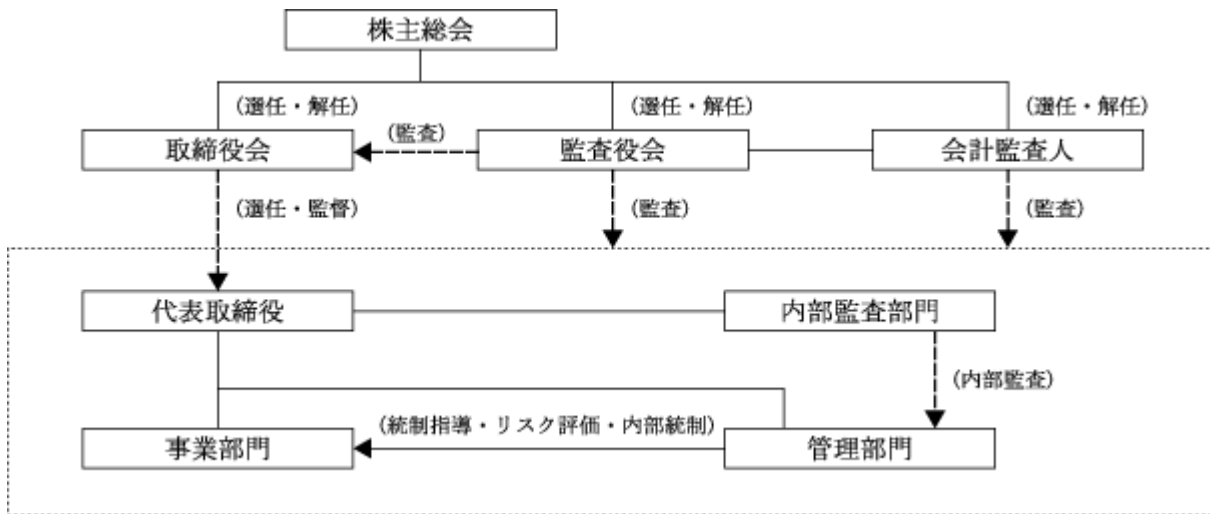 株主総会
(選任・解任)
(選任・解任)
(選任・解任)
取締役会
(監査)
監査役会
会計監査人
(選任・監督)
(監査)
(監査)
代表取締役
内部監査部門
(内部監査)
(統制指導・リスク評価・内部統制)
事業部門
管理部門